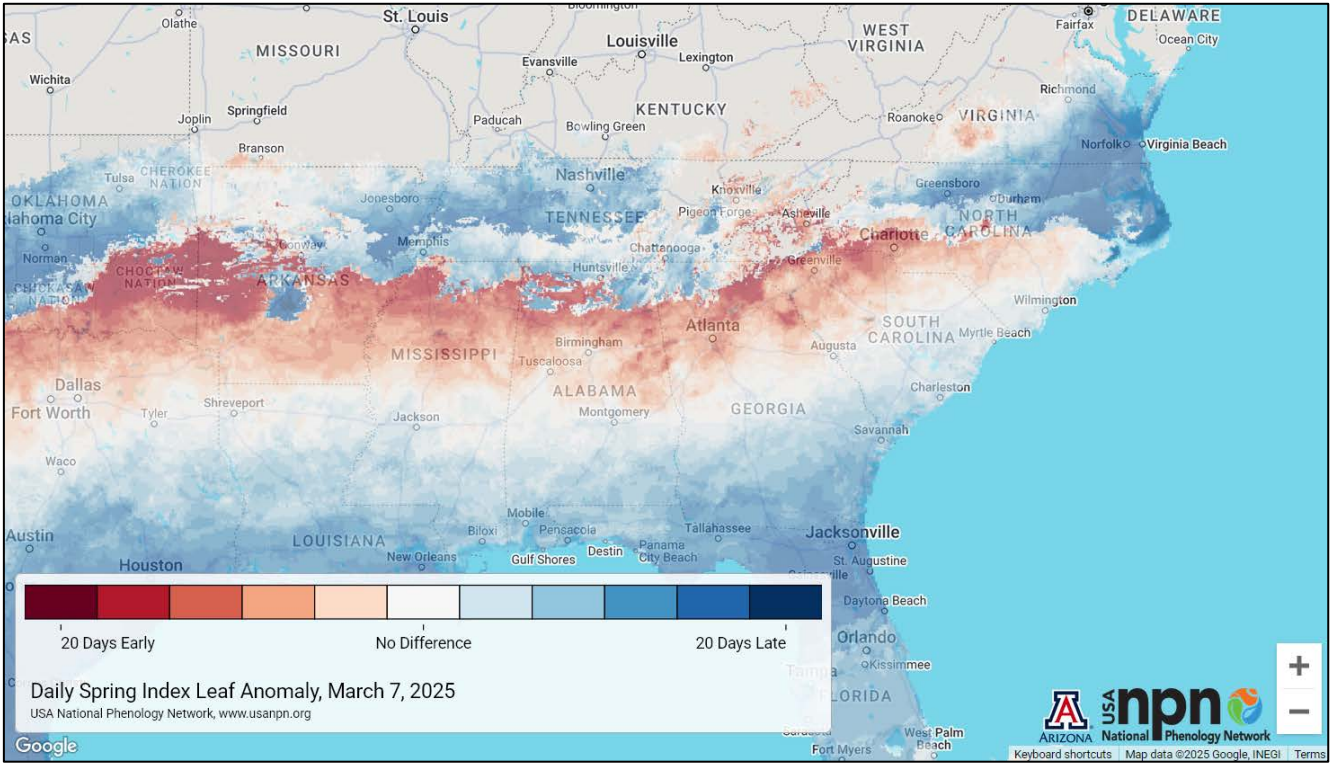 Olathe
St. Louis
Bloomington
Fairfax
DELAWARE
SAS
MISSOURI
Louisville
WEST
VIRGINIA
Ocean City
Wichita
Evansville
Lexington
Richmond
Joplin
Springfield
Paducah
KENTUCKY
Bowling Green
Roanoke
VIRGINIA
Branson
Norfolk
Virginia Beach
Tulsa
CHEROKEE
NATION
Nashville
Knoxville
Greensboro
OKLAHOMA
lahoma City
Jonesboro
TENNESSEE
Pigeon Forge
Asheville
Durham
NORTH
CAROLINA
Norman
Conway
Memphis
Chattanooga
Charlotte
CHOCTAW
NATION
ARKANSAS
Huntsville
Greenville
CHICKASAW
NATION
Wilmington
Atlanta
SOUTH
CAROLINA
Myrtle Beach
MISSISSIPPI
Birmingham
Tuscaloosa
Augusta
Dallas
Fort Worth
Tyler
Shreveport
Jackson
ALABAMA
Montgomery
GEORGIA
Charleston
Savannah
Waco
Austin
Mobile
Biloxi
Pensacola
Tallahassee
Jacksonville
LOUISIANA
New Orleans
Gulf Shores
Destin
Panama
City Beach
St. Augustine
Houston
Gainesville
Daytona Beach
Orlando
Kissimmee
Tampa
FLORIDA
Sarasota
West Palm
Beach
Fort Myers
20 Days Early
No Difference
20 Days Late
Daily Spring Index Leaf Anomaly, March 7, 2025
USA National Phenology Network, www.usanpn.org
Google
A
ARIZONA
USA
npn
National Phenology Network
+
−
Keyboard shortcuts
Map data ©2025 Google, INEGI
Terms